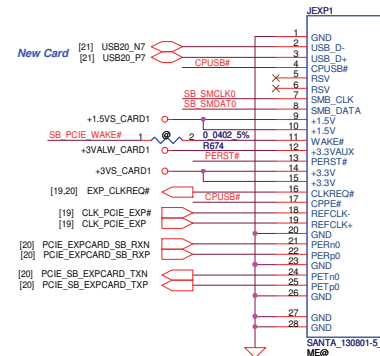 JEXP1
New Card
[21] USB20_N7
[21] USB20_P7
CPUSB#
SB_SMCLK0
SB_SMDAT0
+1.5VS_CARD1
SB_PCIE_WAKE# 1 @ 2 0_0402_5%
R674
+3VALW_CARD1
PERST#
+3VS_CARD1
[19,20] EXP_CLKREQ#
CPUSB#
[19] CLK_PCIE_EXP#
[19] CLK_PCIE_EXP
[20] PCIE_EXPCARD_SB_RXN
[20] PCIE_EXPCARD_SB_RXP
[20] PCIE_SB_EXPCARD_TXN
[20] PCIE_SB_EXPCARD_TXP
1 GND
2 USB_D-
3 USB_D+
4 CPUSB#
5 RSV
6 RSV
7 SMB_CLK
8 SMB_DATA
9 +1.5V
10 +1.5V
11 WAKE#
12 +3.3VAUX
13 PERST#
14 +3.3V
15 +3.3V
16 CLKREQ#
17 CPPE#
18 REFCLK-
19 REFCLK+
20 GND
21 PERn0
22 PERp0
23 GND
24 PETn0
25 PETp0
26 GND
27 GND
28 GND
SANTA_130801-5_
ME@